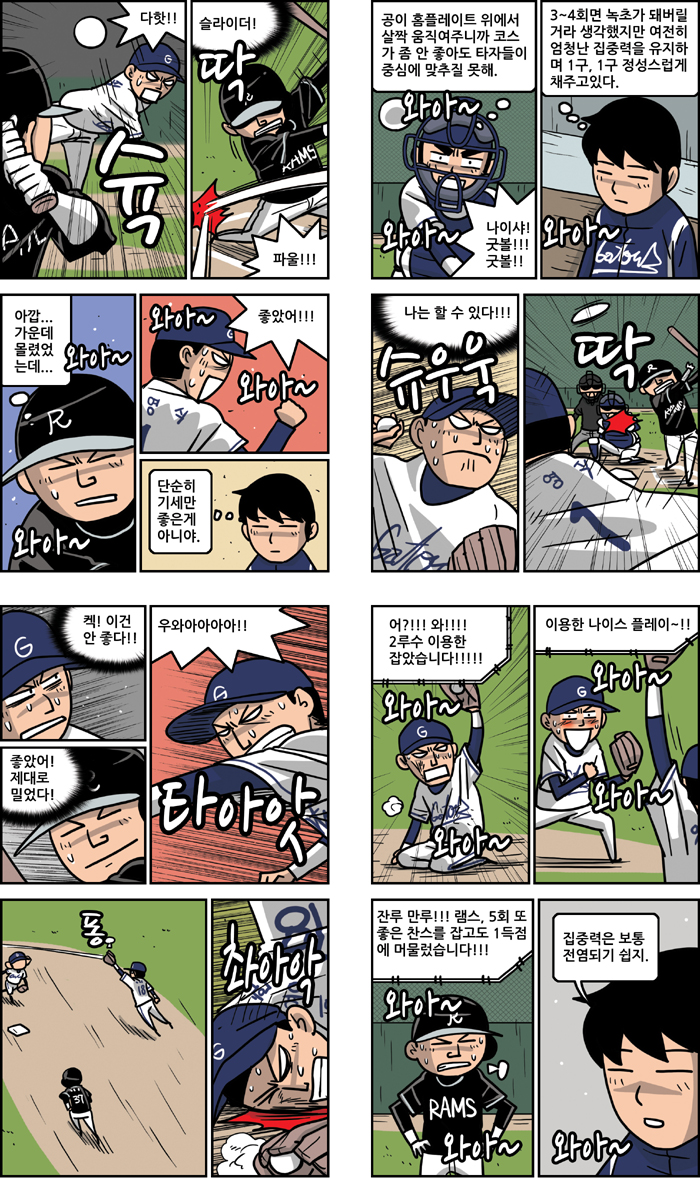 다핫!!
G
슉
슬라이더!
딱
RAMS
파울!!!
아깝...
가운데
몰렸었
는데...
와아~
R
와아~
와아~
좋았어!!!
와아~
단순히
기세만
좋은게
아니야.
공이 홈플레이트 위에서
살짝 움직여주니까 코스
가 좀 안 좋아도 타자들이
중심에 맞추질 못해.
와아~
와아~
나이샤!
굿볼!!!
굿볼!!
3~4회면 녹초가 돼버릴
거라 생각했지만 여전히
엄청난 집중력을 유지하
며 1구, 1구 정성스럽게
채주고있다.
와아~
나는 할 수 있다!!!
슈우욱
딱
1
켁! 이건
안 좋다!!
G
좋았어!
제대로
밀었다!
우와아아아아!!
G
타아앗
퐁
18
37
촤아악
G
어?!!! 와!!!!
2루수 이용한
잡았습니다!!!!!
와아~
G
와아~
이용한 나이스 플레이~!!
와아~
G
와아~
잔루 만루!!! 램스, 5회 또
좋은 찬스를 잡고도 1득점
에 머물렀습니다!!!
와아~
R
RAMS
와아~
집중력은 보통
전염되기 쉽지.
와아~